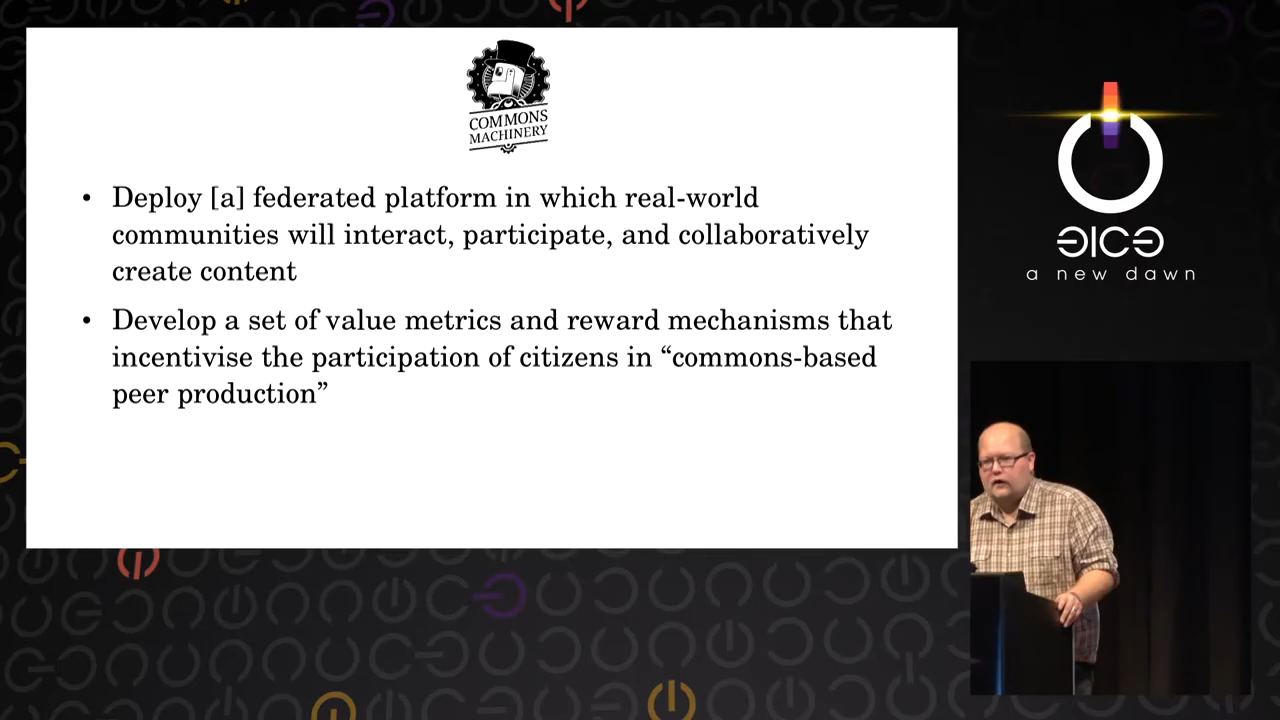 COMMONS
MACHINERY
• Deploy [a] federated platform in which real-world
communities will interact, participate, and collaboratively
create content
• Develop a set of value metrics and reward mechanisms that
incentivise the participation of citizens in “commons-based
peer production”
a new dawn